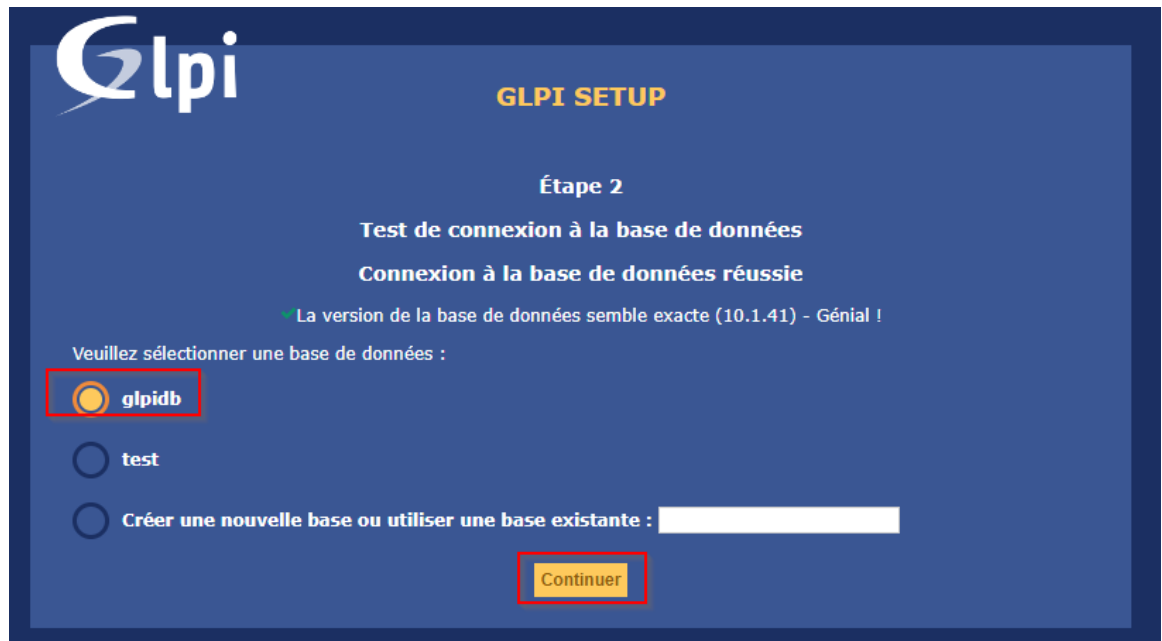 Glpi
GLPI SETUP
Étape 2
Test de connexion à la base de données
Connexion à la base de données réussie
La version de la base de données semble exacte (10.1.41) - Génial !
Veuillez sélectionner une base de données :
glpidb
test
Créer une nouvelle base ou utiliser une base existante :
Continuer